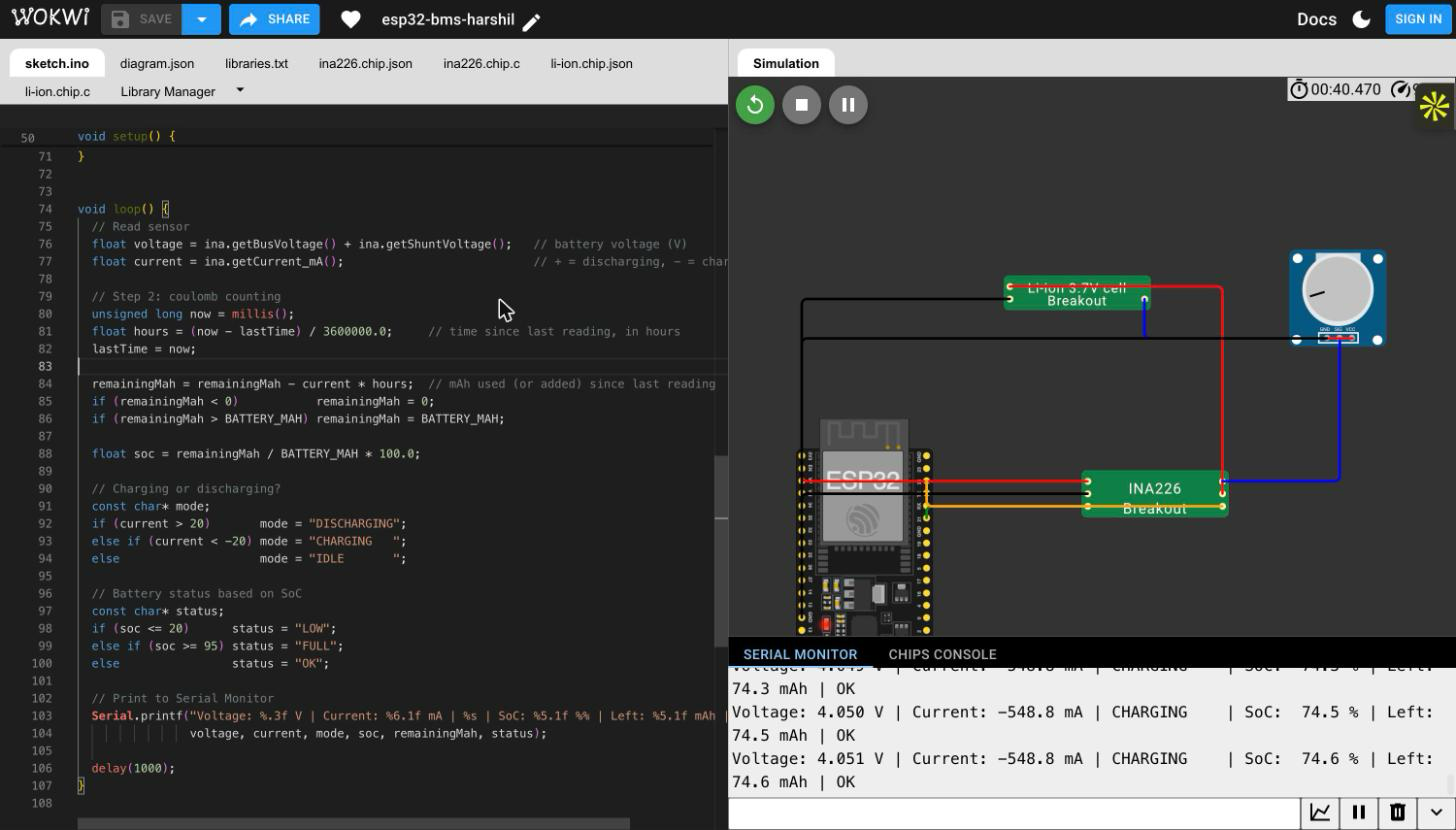 WOKWI SAVE SHARE esp32-bms-harshil Docs SIGN IN
sketch.ino diagram.json libraries.txt ina226.chip.json ina226.chip.c li-ion.chip.json
li-ion.chip.c Library Manager
50 void setup() {
71 }
72
73
74 void loop() {
75 // Read sensor
76 float voltage = ina.getBusVoltage() + ina.getShuntVoltage(); // battery voltage (V)
77 float current = ina.getCurrent_mA(); // + = discharging, − = char
78
79 // Step 2: coulomb counting
80 unsigned long now = millis();
81 float hours = (now − lastTime) / 3600000.0; // time since last reading, in hours
82 lastTime = now;
83
84 remainingMah = remainingMah − current * hours; // mAh used (or added) since last reading
85 if (remainingMah < 0) remainingMah = 0;
86 if (remainingMah > BATTERY_MAH) remainingMah = BATTERY_MAH;
87
88 float soc = remainingMah / BATTERY_MAH * 100.0;
89
90 // Charging or discharging?
91 const char* mode;
92 if (current > 20) mode = "DISCHARGING";
93 else if (current < −20) mode = "CHARGING   ";
94 else mode = "IDLE       ";
95
96 // Battery status based on SoC
97 const char* status;
98 if (soc <= 20) status = "LOW";
99 else if (soc >= 95) status = "FULL";
100 else status = "OK";
101
102 // Print to Serial Monitor
103 Serial.printf("Voltage: %.3f V | Current: %6.1f mA | %s | SoC: %5.1f %% | Left: %5.1f mAh |
104 voltage, current, mode, soc, remainingMah, status);
105
106 delay(1000);
107 }
108
Simulation
00:40.470
Li-ion 3.7V cell
Breakout
GND SIG VCC
ESP32
INA226
Breakout
SERIAL MONITOR CHIPS CONSOLE
74.3 mAh | OK
Voltage: 4.050 V | Current: -548.8 mA | CHARGING | SoC: 74.5 % | Left:
74.5 mAh | OK
Voltage: 4.051 V | Current: -548.8 mA | CHARGING | SoC: 74.6 % | Left:
74.6 mAh | OK